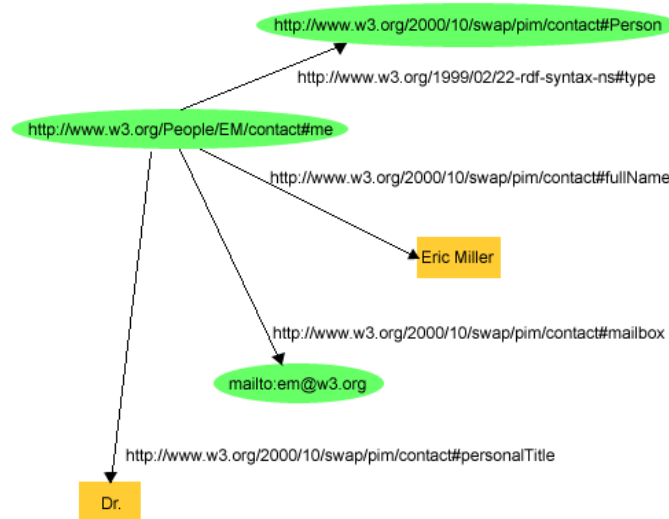 http://www.w3.org/2000/10/swap/pim/contact#Person
http://www.w3.org/1999/02/22-rdf-syntax-ns#type
http://www.w3.org/People/EM/contact#me
http://www.w3.org/2000/10/swap/pim/contact#fullName
Eric Miller
http://www.w3.org/2000/10/swap/pim/contact#mailbox
mailto:em@w3.org
http://www.w3.org/2000/10/swap/pim/contact#personalTitle
Dr.